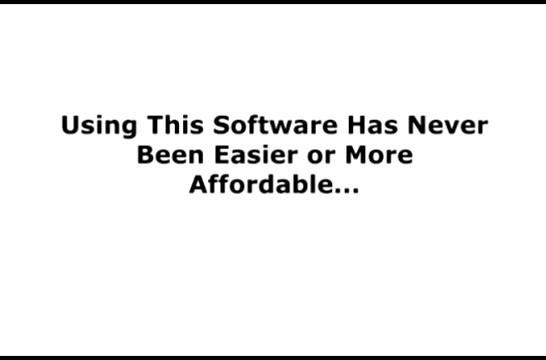 Using This Software Has Never
Been Easier or More
Affordable...